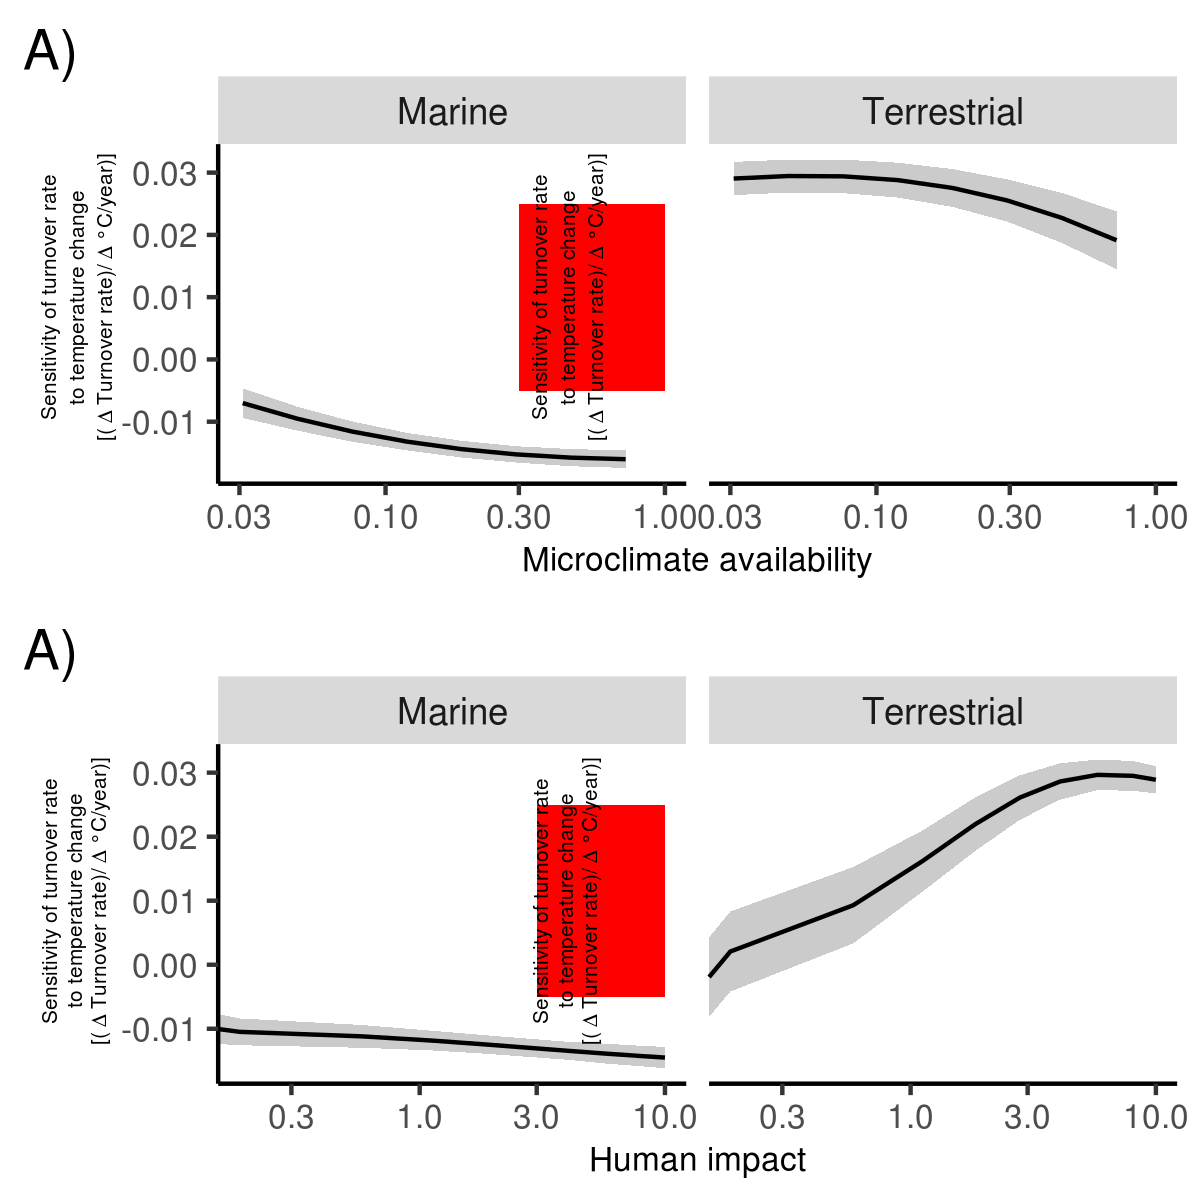 A)
Marine
Terrestrial
Sensitivity of turnover rate
to temperature change
[( Δ Turnover rate)/ Δ °C/year)]
0.03
0.02
0.01
0.00
-0.01
Sensitivity of turnover rate
to temperature change
[( Δ Turnover rate)/ Δ °C/year)]
0.03 0.10 0.30 1.00
0.03 0.10 0.30 1.00
Microclimate availability
A)
Marine
Terrestrial
Sensitivity of turnover rate
to temperature change
[( Δ Turnover rate)/ Δ °C/year)]
0.03
0.02
0.01
0.00
-0.01
Sensitivity of turnover rate
to temperature change
[( Δ Turnover rate)/ Δ °C/year)]
0.3 1.0 3.0 10.0
0.3 1.0 3.0 10.0
Human impact